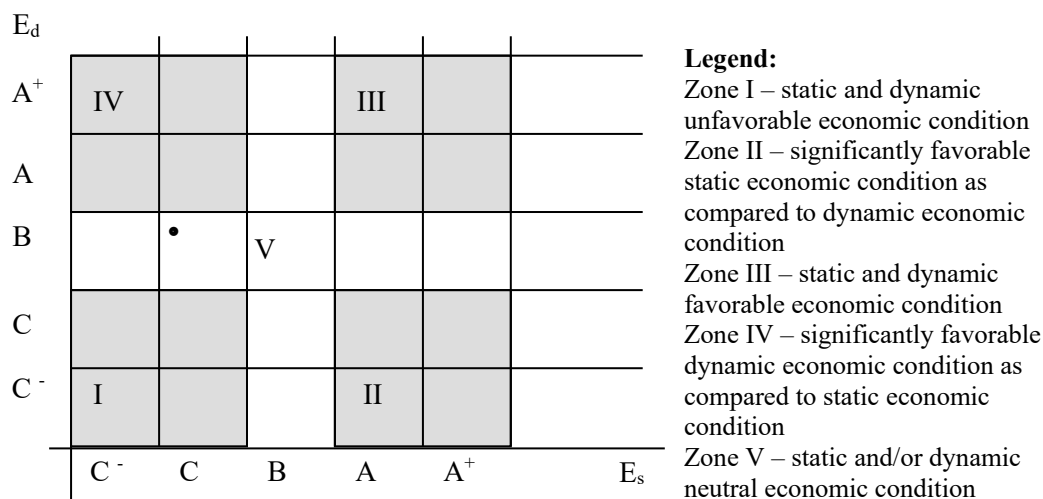 E_d
A⁺
IV
III
A
B
V
C
C ⁻
I
II
C ⁻ C B A A⁺ E_s
Legend:
Zone I – static and dynamic
unfavorable economic condition
Zone II – significantly favorable
static economic condition as
compared to dynamic economic
condition
Zone III – static and dynamic
favorable economic condition
Zone IV – significantly favorable
dynamic economic condition as
compared to static economic
condition
Zone V – static and/or dynamic
neutral economic condition